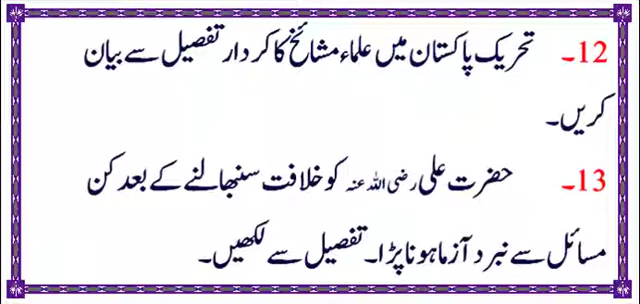 12۔ تحریک پاکستان میں علماء مشائخ کا کردار تفصیل سے بیان
کریں۔
13۔ حضرت علی رضی اللہ عنہ کو خلافت سنبھالنے کے بعد کن
مسائل سے نبرد آزما ہونا پڑا۔ تفصیل سے لکھیں۔